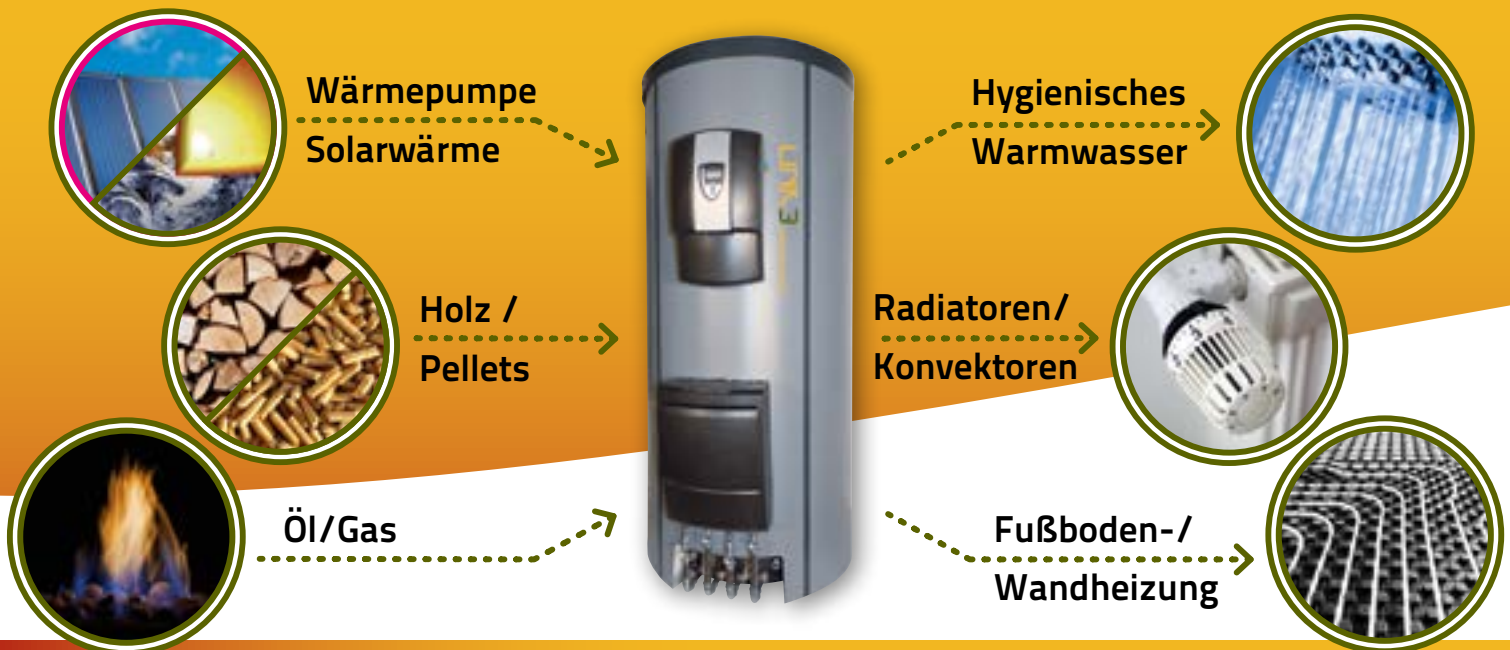 Wärmepumpe
Solarwärme
Holz /
Pellets
Öl/Gas
Hygienisches
Warmwasser
Radiatoren/
Konvektoren
Fußboden-/
Wandheizung